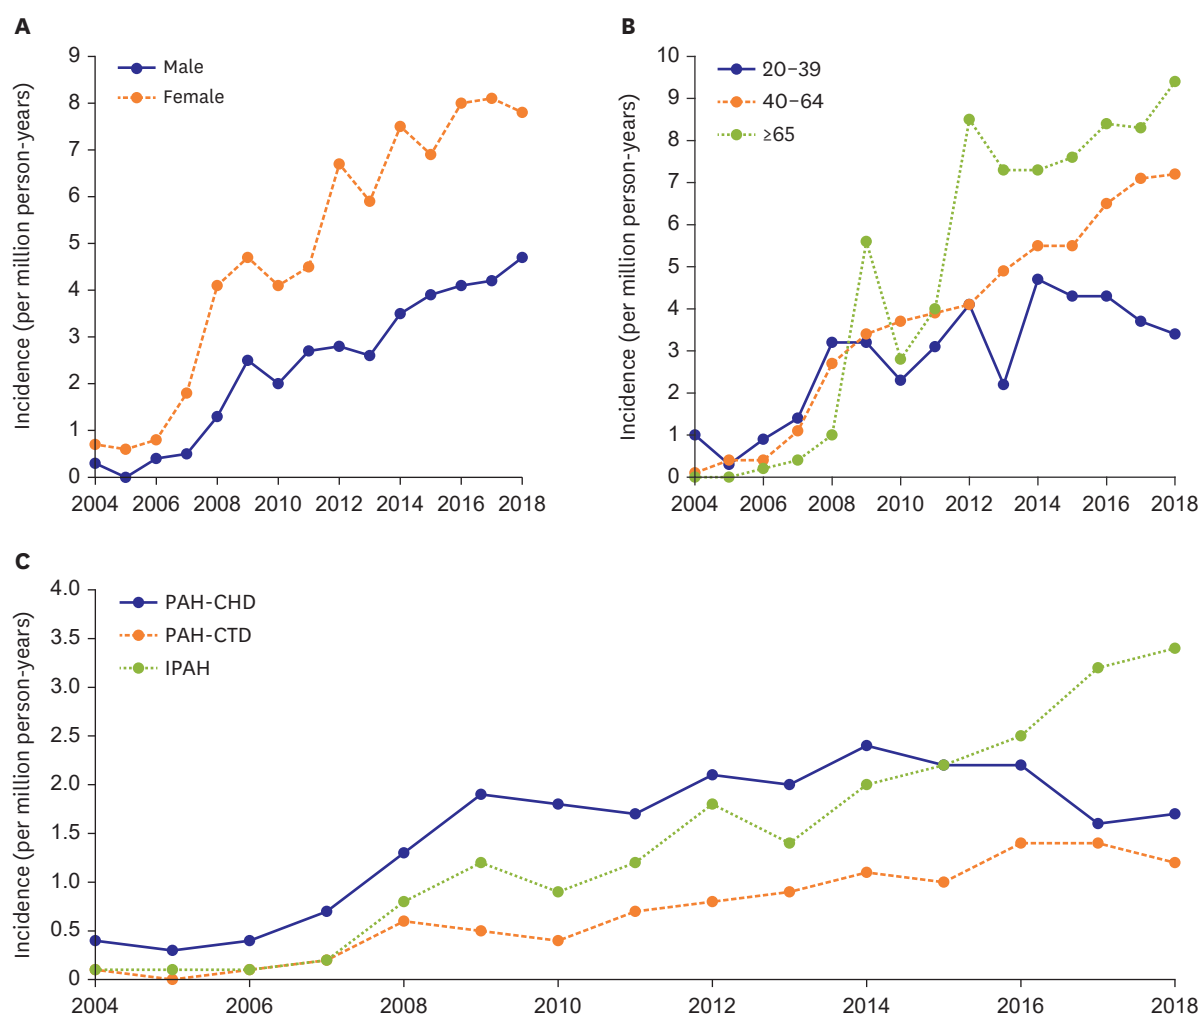 A
Incidence (per million person-years)
9
8
7
6
5
4
3
2
1
0
Male
Female
2004 2006 2008 2010 2012 2014 2016 2018
B
Incidence (per million person-years)
10
9
8
7
6
5
4
3
2
1
0
20–39
40–64
≥65
2004 2006 2008 2010 2012 2014 2016 2018
C
Incidence (per million person-years)
4.0
3.5
3.0
2.5
2.0
1.5
1.0
0.5
0
PAH-CHD
PAH-CTD
IPAH
2004 2006 2008 2010 2012 2014 2016 2018